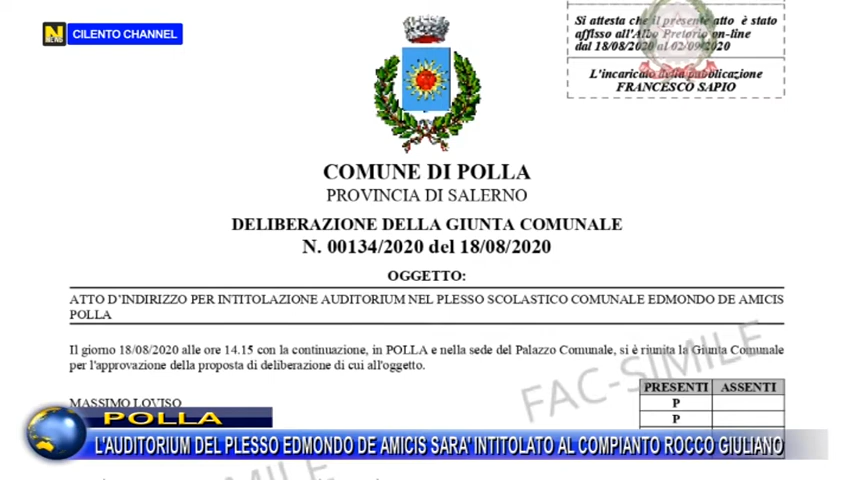 N
NEWS
CILENTO CHANNEL
Si attesta che il presente atto è stato
affisso all'Albo Pretorio on-line
dal 18/08/2020 al 02/09/2020
L'incaricato della pubblicazione
FRANCESCO SAPIO
COMUNE DI POLLA
PROVINCIA DI SALERNO
DELIBERAZIONE DELLA GIUNTA COMUNALE
N. 00134/2020 del 18/08/2020
OGGETTO:
ATTO D'INDIRIZZO PER INTITOLAZIONE AUDITORIUM NEL PLESSO SCOLASTICO COMUNALE EDMONDO DE AMICIS
POLLA
Il giorno 18/08/2020 alle ore 14.15 con la continuazione, in POLLA e nella sede del Palazzo Comunale, si è riunita la Giunta Comunale
per l'approvazione della proposta di deliberazione di cui all'oggetto.
FAC-SIMILE
PRESENTI ASSENTI
MASSIMO LOVISO P
P
POLLA
L'AUDITORIUM DEL PLESSO EDMONDO DE AMICIS SARA' INTITOLATO AL COMPIANTO ROCCO GIULIANO